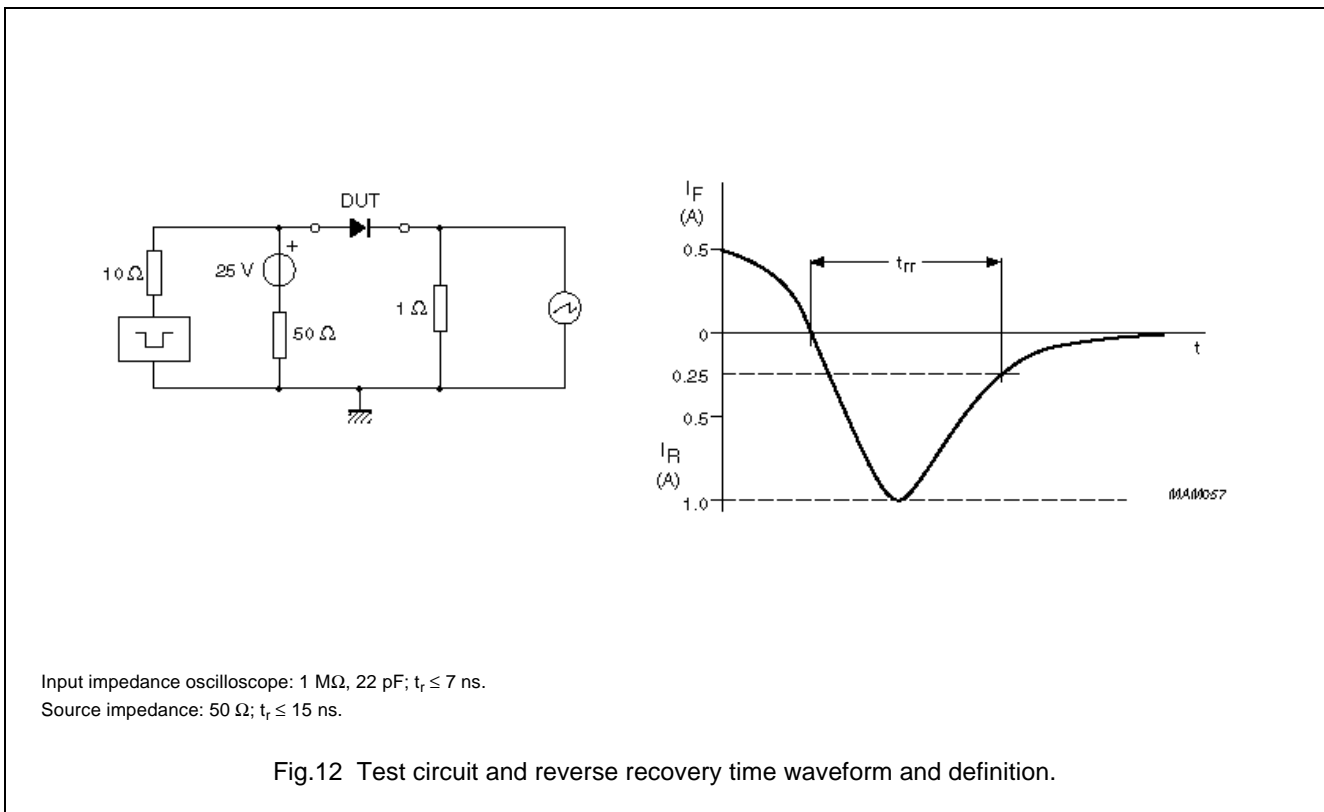 DUT
+
10 Ω
25 V
50 Ω
1 Ω
I_F
(A)
0.5
t_rr
0
t
0.25
0.5
I_R
(A)
1.0
MAM057
Input impedance oscilloscope: 1 MΩ, 22 pF; t_r ≤ 7 ns.
Source impedance: 50 Ω; t_r ≤ 15 ns.
Fig.12 Test circuit and reverse recovery time waveform and definition.